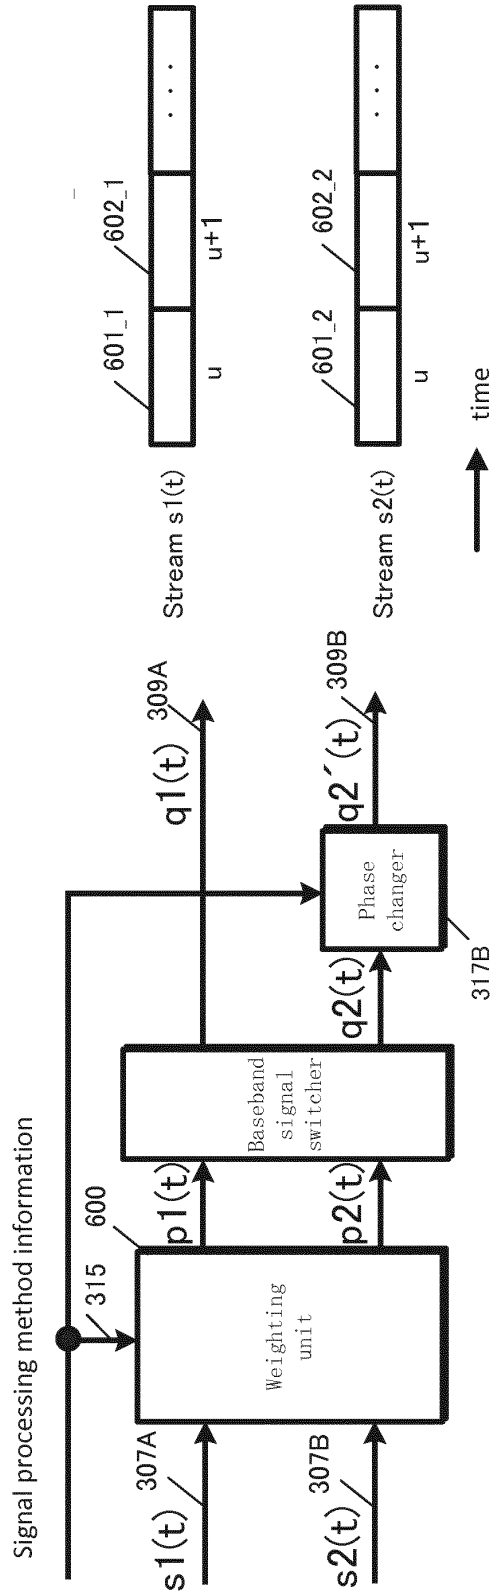 Signal processing method information
315
600
s1(t)
307A
s2(t)
307B
Weighting
unit
p1(t)
p2(t)
Baseband
signal
switcher
q1(t)
309A
q2(t)
Phase
changer
317B
q2´(t)
309B
Stream s1(t)
601_1
602_1
. . .
u
u+1
Stream s2(t)
601_2
602_2
. . .
u
u+1
time